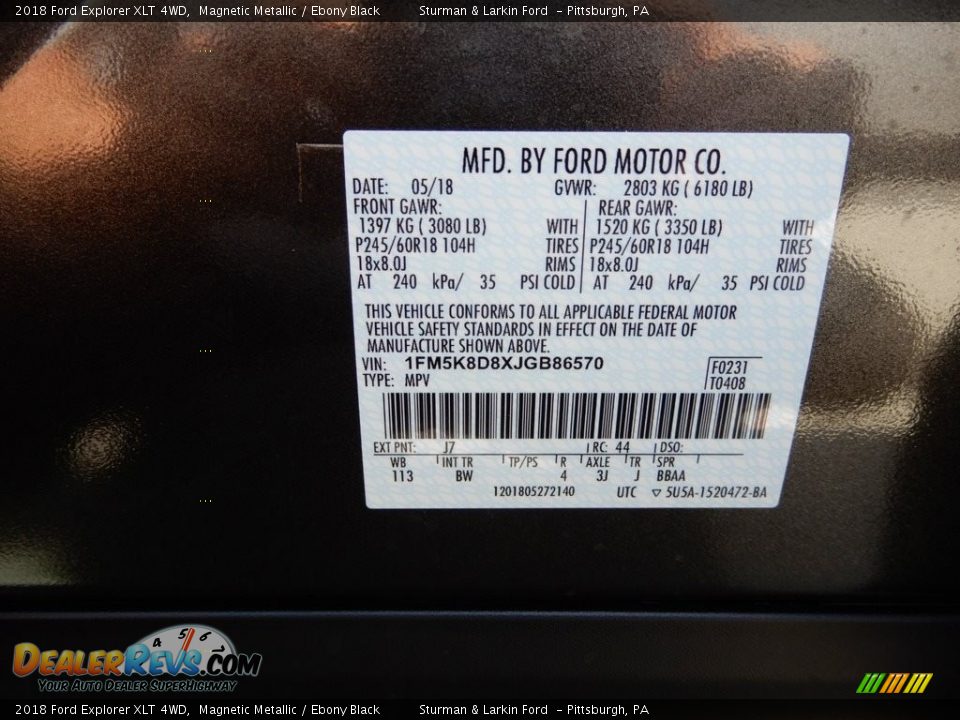 2018 Ford Explorer XLT 4WD, Magnetic Metallic / Ebony Black Sturman & Larkin Ford - Pittsburgh, PA
MFD. BY FORD MOTOR CO.
DATE: 05/18 GVWR: 2803 KG ( 6180 LB)
FRONT GAWR: REAR GAWR:
1397 KG ( 3080 LB) WITH 1520 KG ( 3350 LB) WITH
P245/60R18 104H TIRES P245/60R18 104H TIRES
18x8.0J RIMS 18x8.0J RIMS
AT 240 kPa/ 35 PSI COLD AT 240 kPa/ 35 PSI COLD
THIS VEHICLE CONFORMS TO ALL APPLICABLE FEDERAL MOTOR
VEHICLE SAFETY STANDARDS IN EFFECT ON THE DATE OF
MANUFACTURE SHOWN ABOVE.
VIN: 1FM5K8D8XJGB86570 F0231
TYPE: MPV T0408
EXT PNT: J7 RC: 44 DSO:
WB INT TR TP/PS R AXLE TR SPR
113 BW 4 3J J BBAA
1201805272140 UTC ▽ 5U5A-1520472-BA
4 5 6
DEALERREVS.COM
YOUR AUTO DEALER SUPERHIGHWAY
2018 Ford Explorer XLT 4WD, Magnetic Metallic / Ebony Black Sturman & Larkin Ford - Pittsburgh, PA